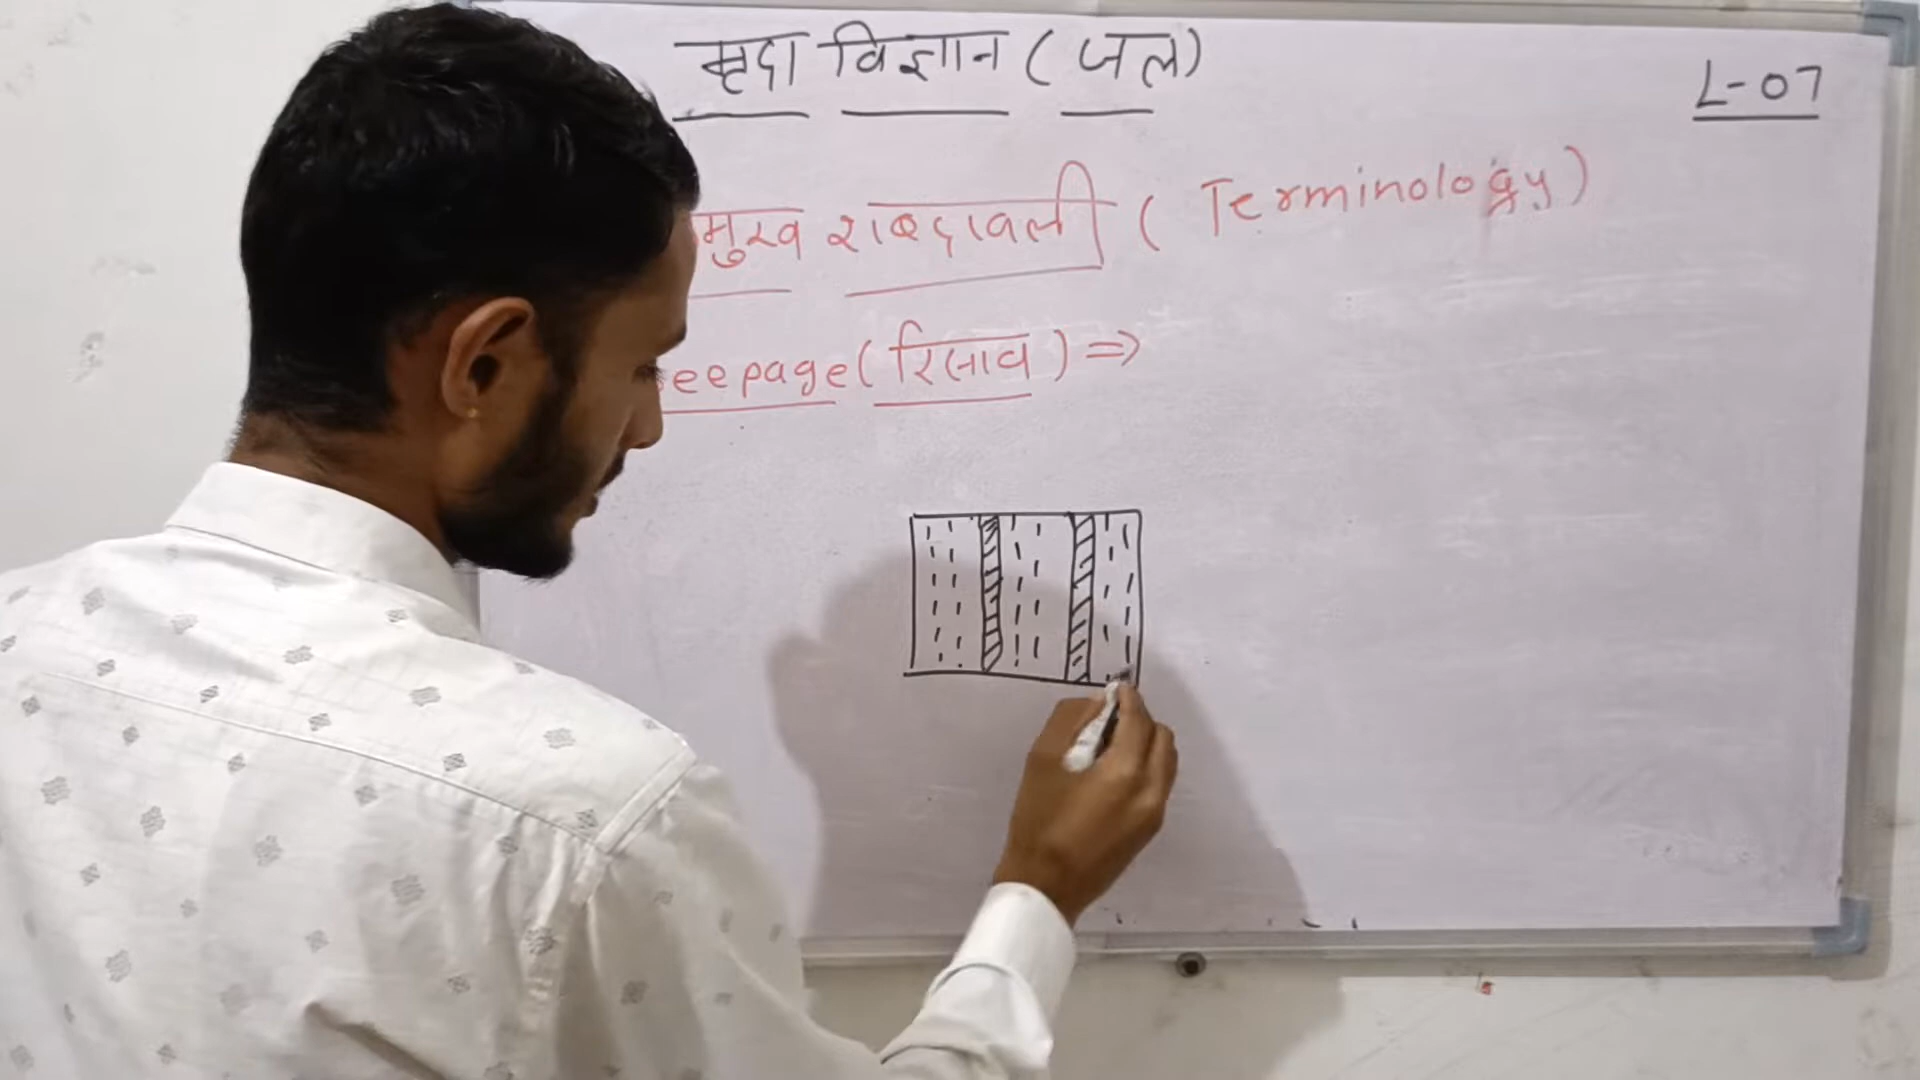 मृदा विज्ञान (जल)
L-07
मुख शब्दावली (Terminology)
eepage (रिसाव) ⇒